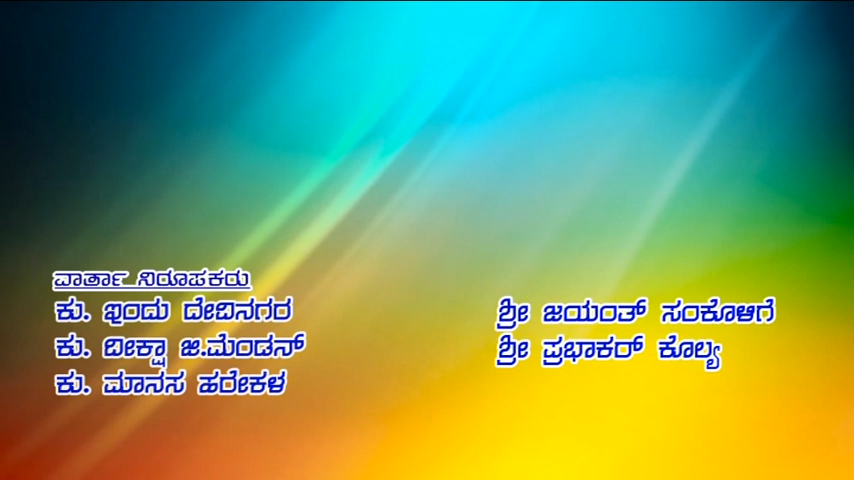 ವಾರ್ತಾ ನಿರೂಪಕರು
ಕು. ಇಂದು ದೇವಿನಗರ
ಕು. ದೀಕ್ಷಾ ಜಿ.ಮೆಂಡನ್
ಕು. ಮಾನಸ ಹರೇಕಳ
ಶ್ರೀ ಜಯಂತ್ ಸಂಕೊಳಿಗೆ
ಶ್ರೀ ಪ್ರಭಾಕರ್ ಕೊಲ್ಯ